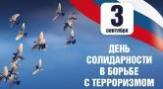 3
сентября
ДЕНЬ
СОЛИДАРНОСТИ
В БОРЬБЕ
С ТЕРРОРИЗМОМ